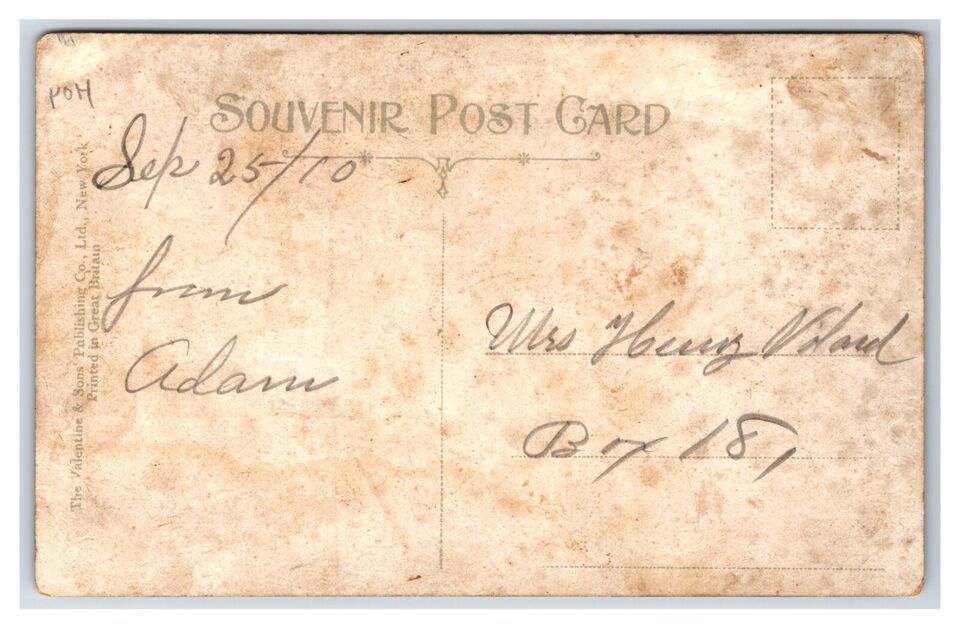 POH
SOUVENIR POST CARD
Sep 25/10
from
Adam
Mrs Henry
Box 18,
The Valentine & Sons' Publishing Co., Ltd., New York
Printed in Great Britain